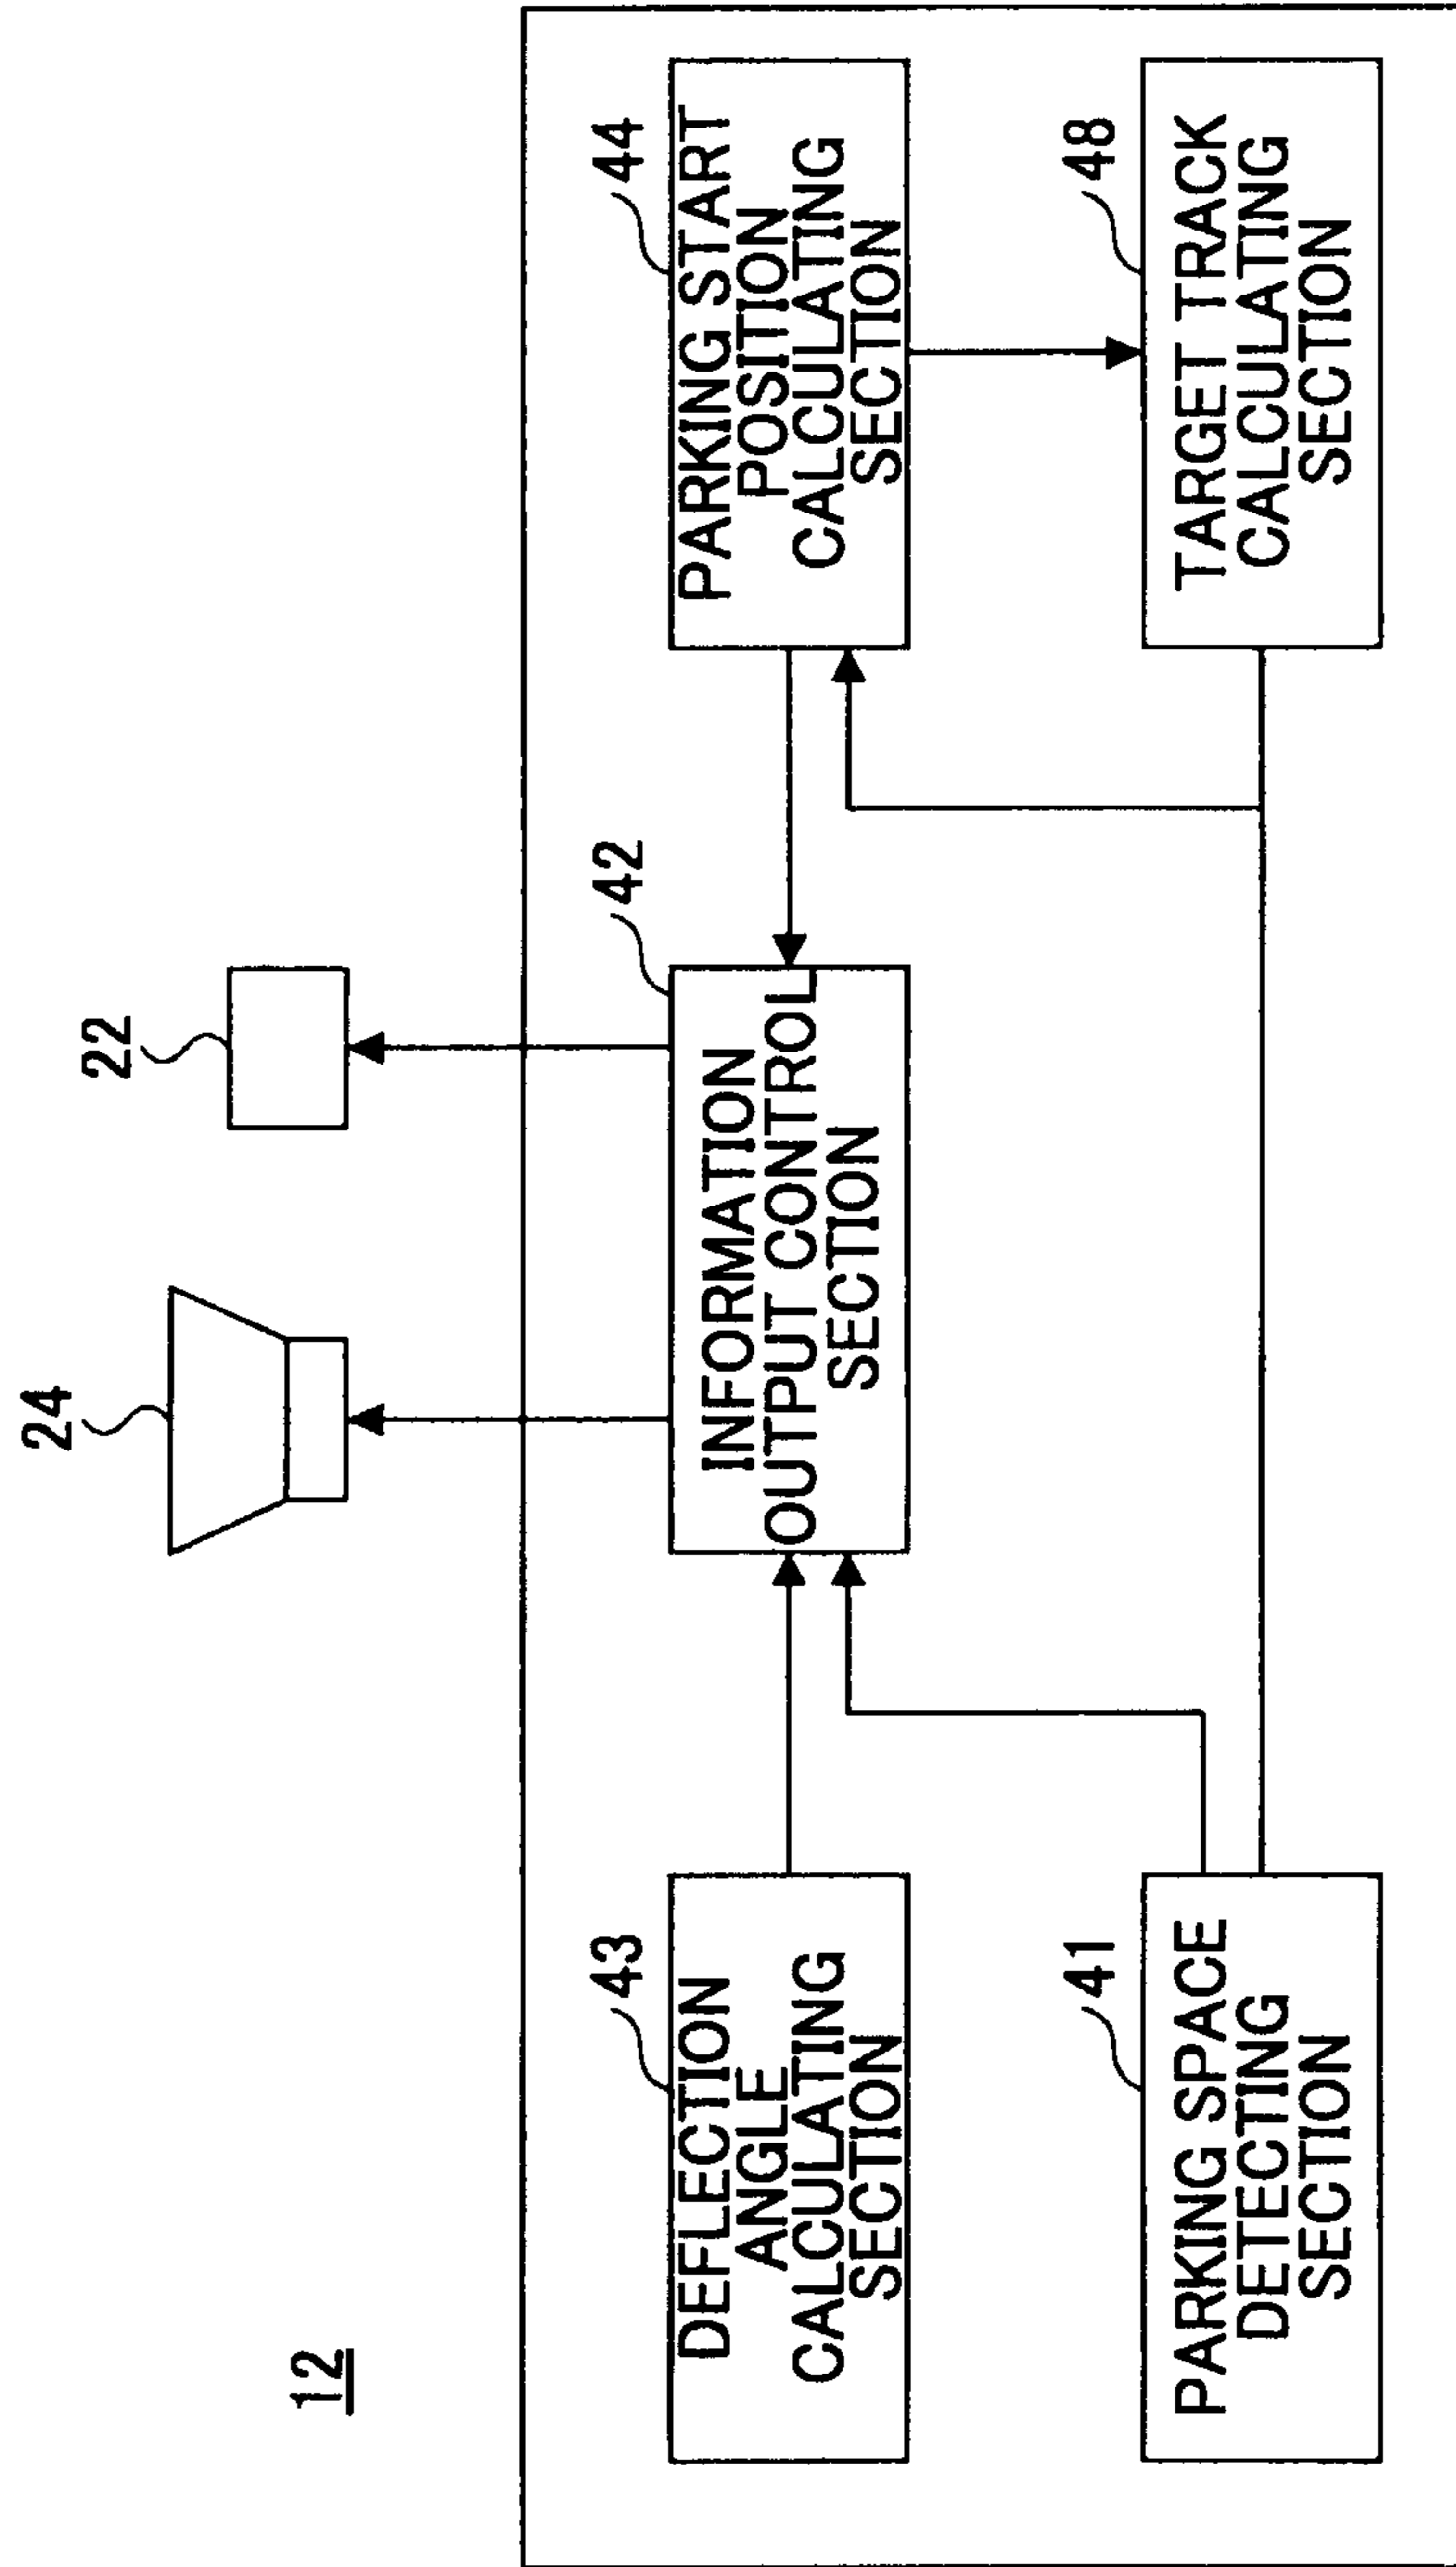 12
24
22
43
DEFLECTION
ANGLE
CALCULATING
SECTION
42
INFORMATION
OUTPUT CONTROL
SECTION
44
PARKING START
POSITION
CALCULATING
SECTION
41
PARKING SPACE
DETECTING
SECTION
48
TARGET TRACK
CALCULATING
SECTION